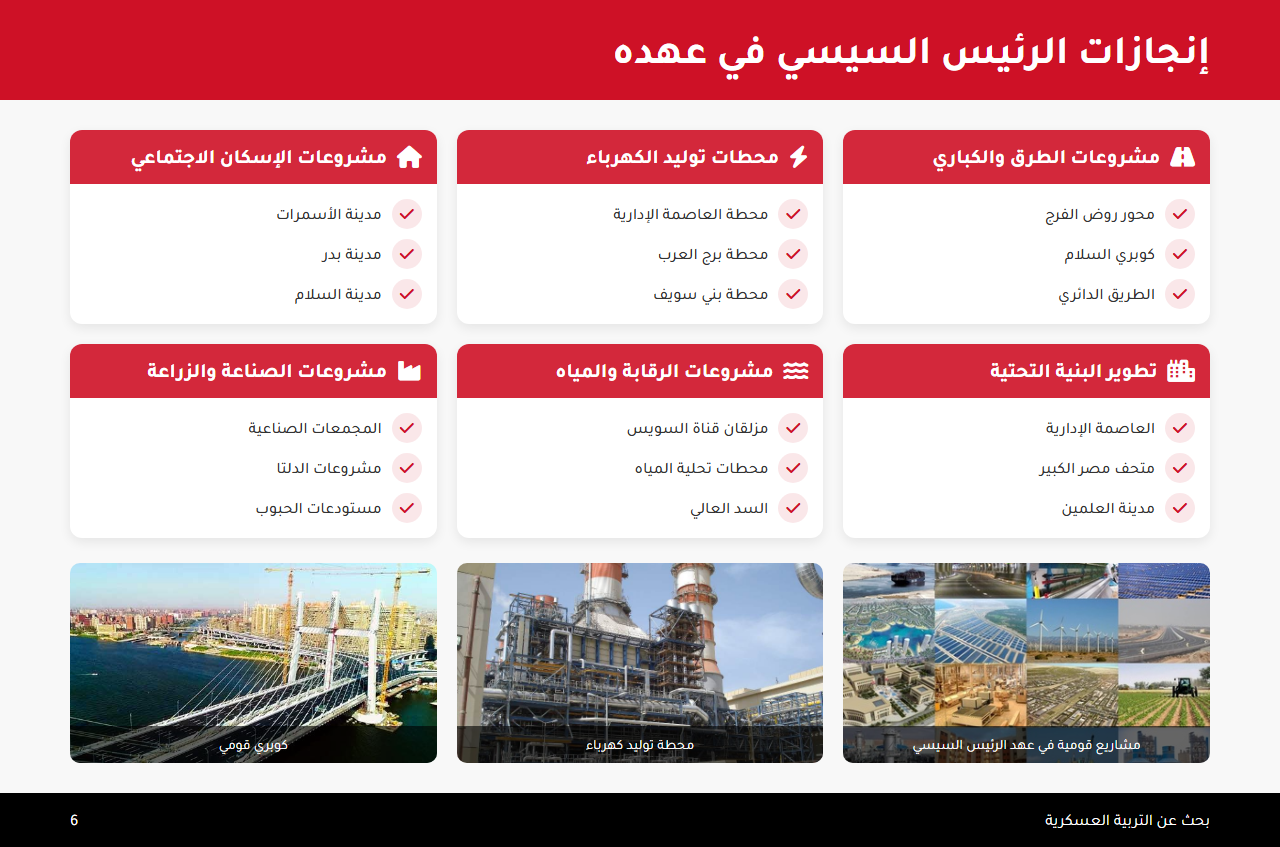 إنجازات الرئيس السيسي في عهده
مشروعات الطرق والكباري
محور روض الفرج
كوبري السلام
الطريق الدائري
محطات توليد الكهرباء
محطة العاصمة الإدارية
محطة برج العرب
محطة بني سويف
مشروعات الإسكان الاجتماعي
مدينة الأسمرات
مدينة بدر
مدينة السلام
تطوير البنية التحتية
العاصمة الإدارية
متحف مصر الكبير
مدينة العلمين
مشروعات الرقابة والمياه
مزلقان قناة السويس
محطات تحلية المياه
السد العالي
مشروعات الصناعة والزراعة
المجمعات الصناعية
مشروعات الدلتا
مستودعات الحبوب
مشاريع قومية في عهد الرئيس السيسي
محطة توليد كهرباء
كوبري قومي
بحث عن التربية العسكرية
6